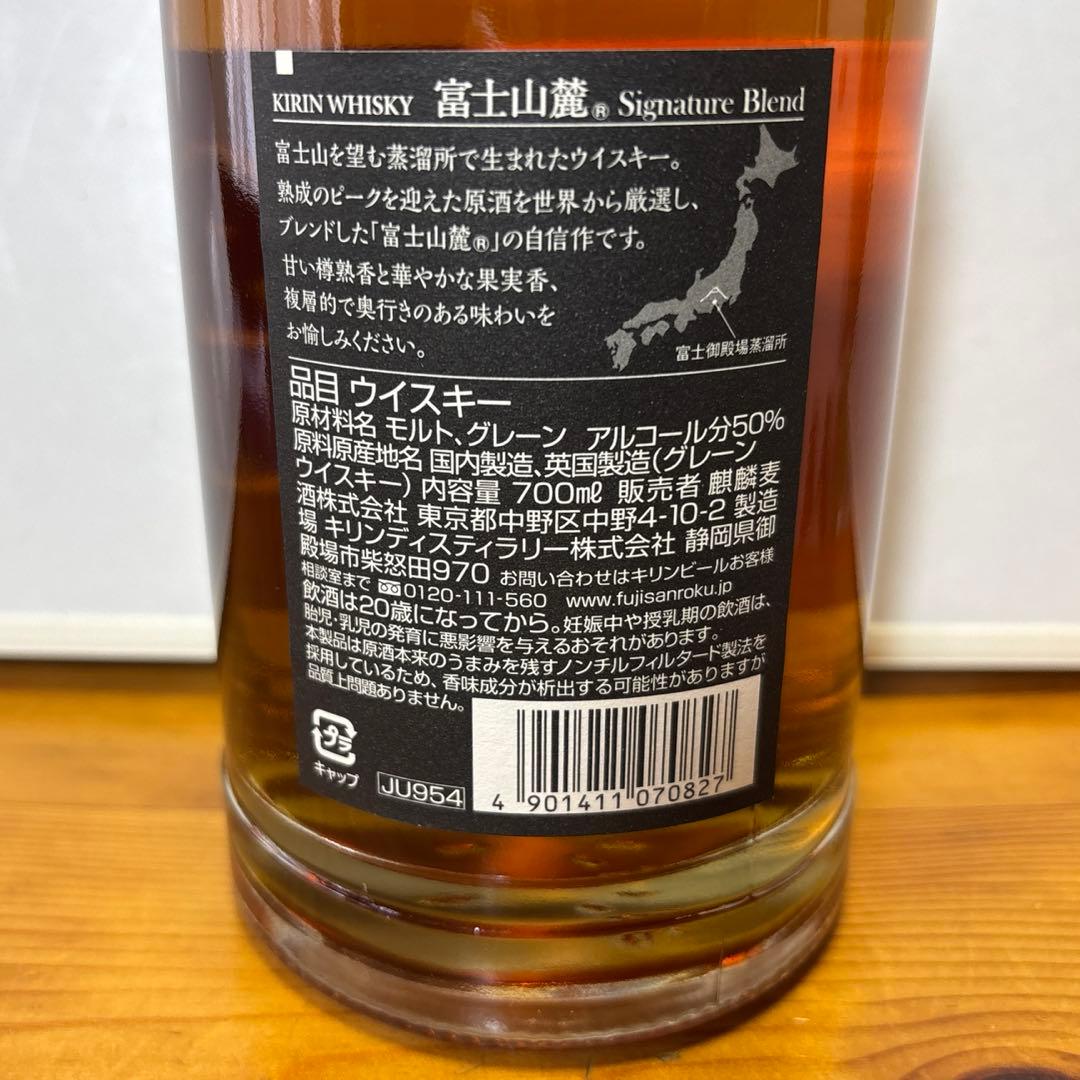 KIRIN WHISKY 富士山麓® Signature Blend
富士山を望む蒸溜所で生まれたウイスキー。
熟成のピークを迎えた原酒を世界から厳選し、
ブレンドした「富士山麓®」の自信作です。
甘い樽熟香と華やかな果実香、
複層的で奥行きのある味わいを
お愉しみください。
富士御殿場蒸溜所
品目 ウイスキー
原材料名 モルト、グレーン アルコール分50%
原料原産地名 国内製造、英国製造(グレーン
ウイスキー) 内容量 700㎖ 販売者 麒麟麦
酒株式会社 東京都中野区中野4-10-2 製造
場 キリンディスティラリー株式会社 静岡県御
殿場市柴怒田970 お問い合わせはキリンビールお客様
相談室まで 0120-111-560 www.fujisanroku.jp
飲酒は20歳になってから。妊娠中や授乳期の飲酒は、
胎児・乳児の発育に悪影響を与えるおそれがあります。
本製品は原酒本来のうまみを残すノンチルフィルタード製法を
採用しているため、香味成分が析出する可能性がありますが
品質上問題ありません。
プラ
キャップ
JU954
4 901411 070827